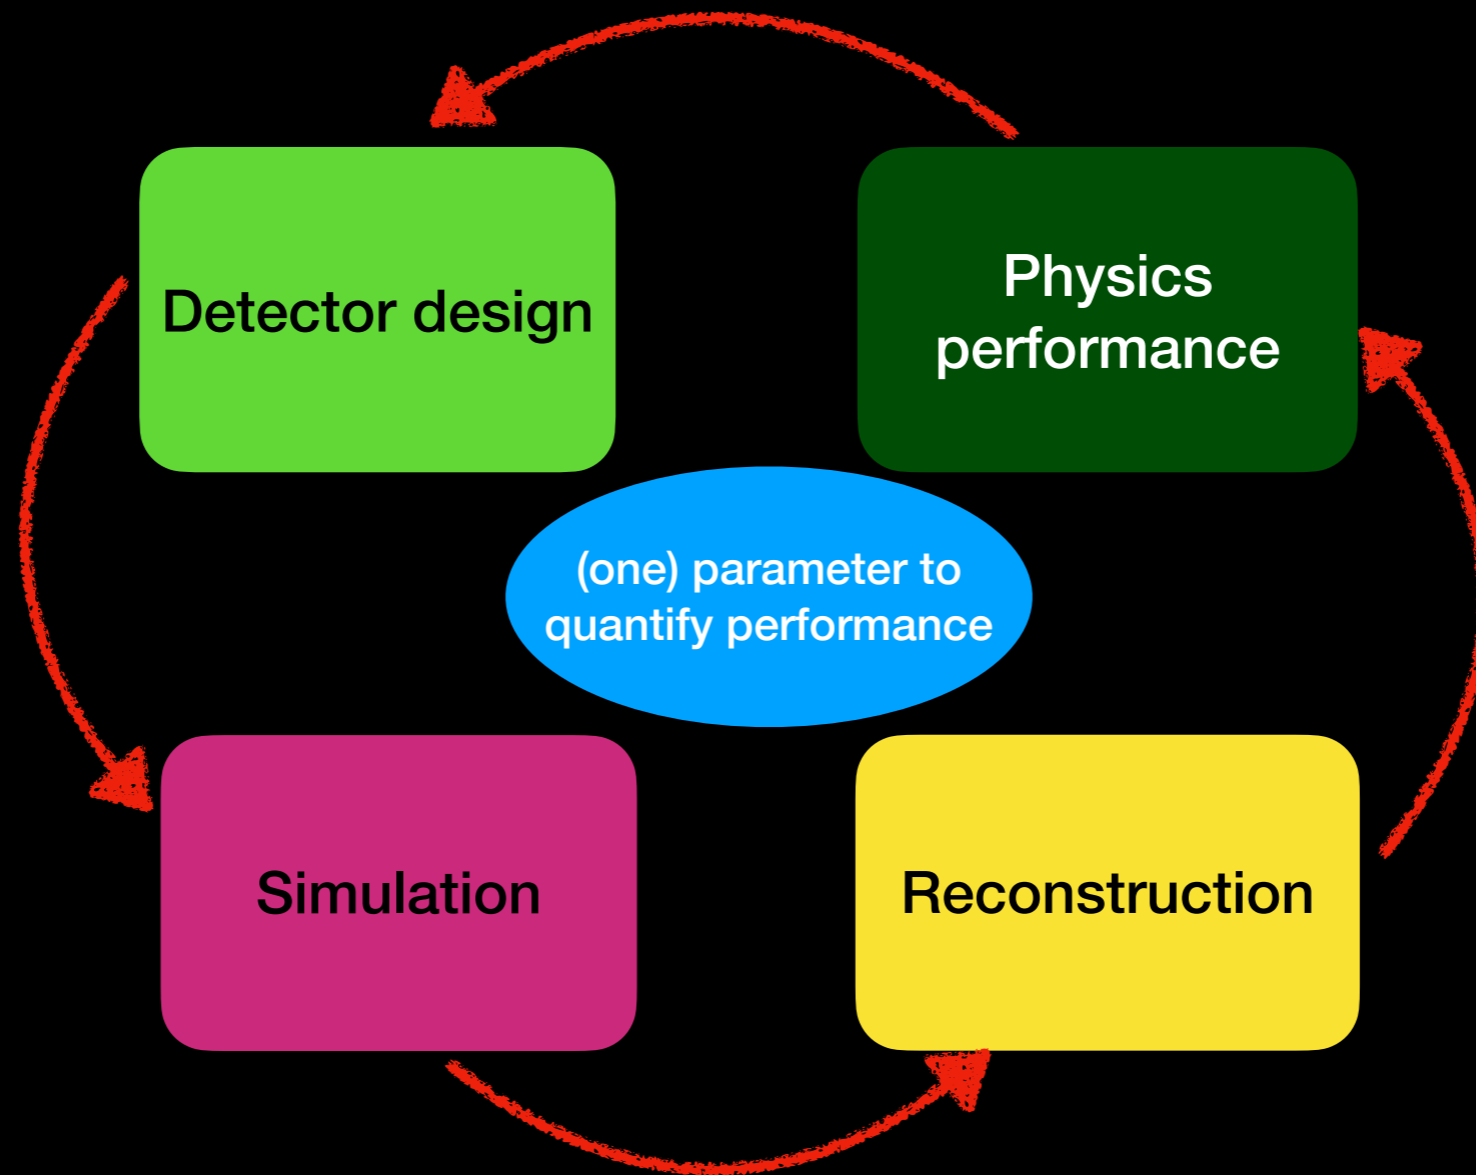 Detector design
Physics
performance
(one) parameter to
quantify performance
Simulation
Reconstruction